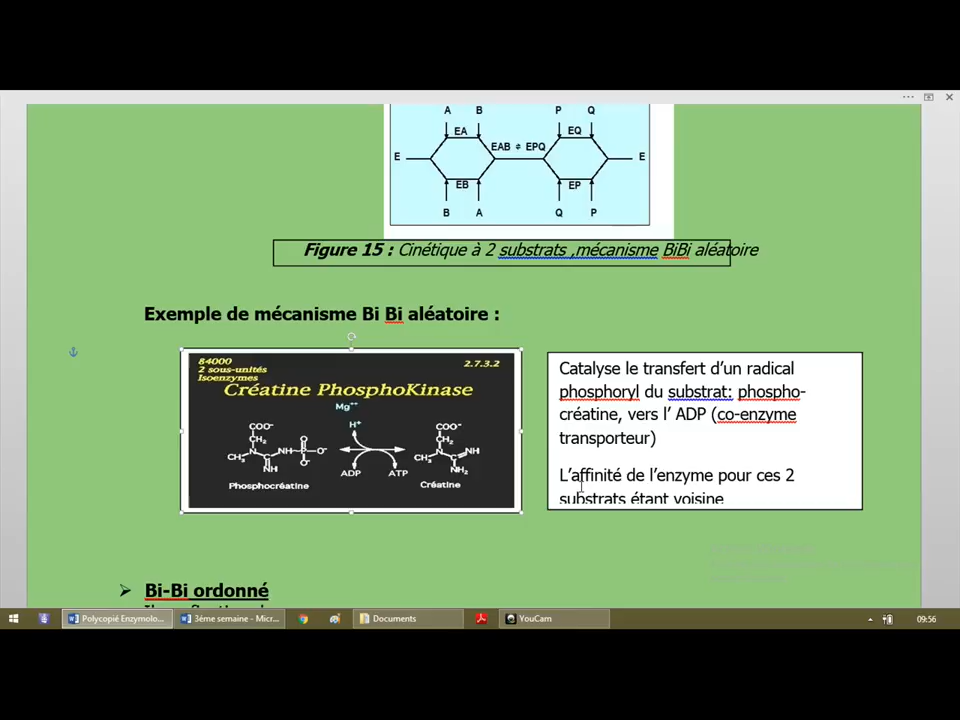 A B P Q
EA EQ
E EAB ⇌ EPQ E
EB EP
B A Q P
Figure 15 : Cinétique à 2 substrats ,mécanisme BiBi aléatoire
Exemple de mécanisme Bi Bi aléatoire :
84000 2.7.3.2
2 sous-unités
Isoenzymes
Créatine PhosphoKinase
Mg⁺⁺
H⁺
COO⁻ COO⁻
CH₂ O⁻ CH₂
CH₃ N C NH P O⁻ CH₃ N C NH
NH O⁻ ADP ATP NH₂
Phosphocréatine Créatine
Catalyse le transfert d’un radical
phosphoryl du substrat: phospho-
créatine, vers l’ ADP (co-enzyme
transporteur)
L’affinité de l’enzyme pour ces 2
substrats étant voisine
➢ Bi-Bi ordonné
Polycopié Enzymolo... 3éme semaine - Micr... Documents YouCam 09:56